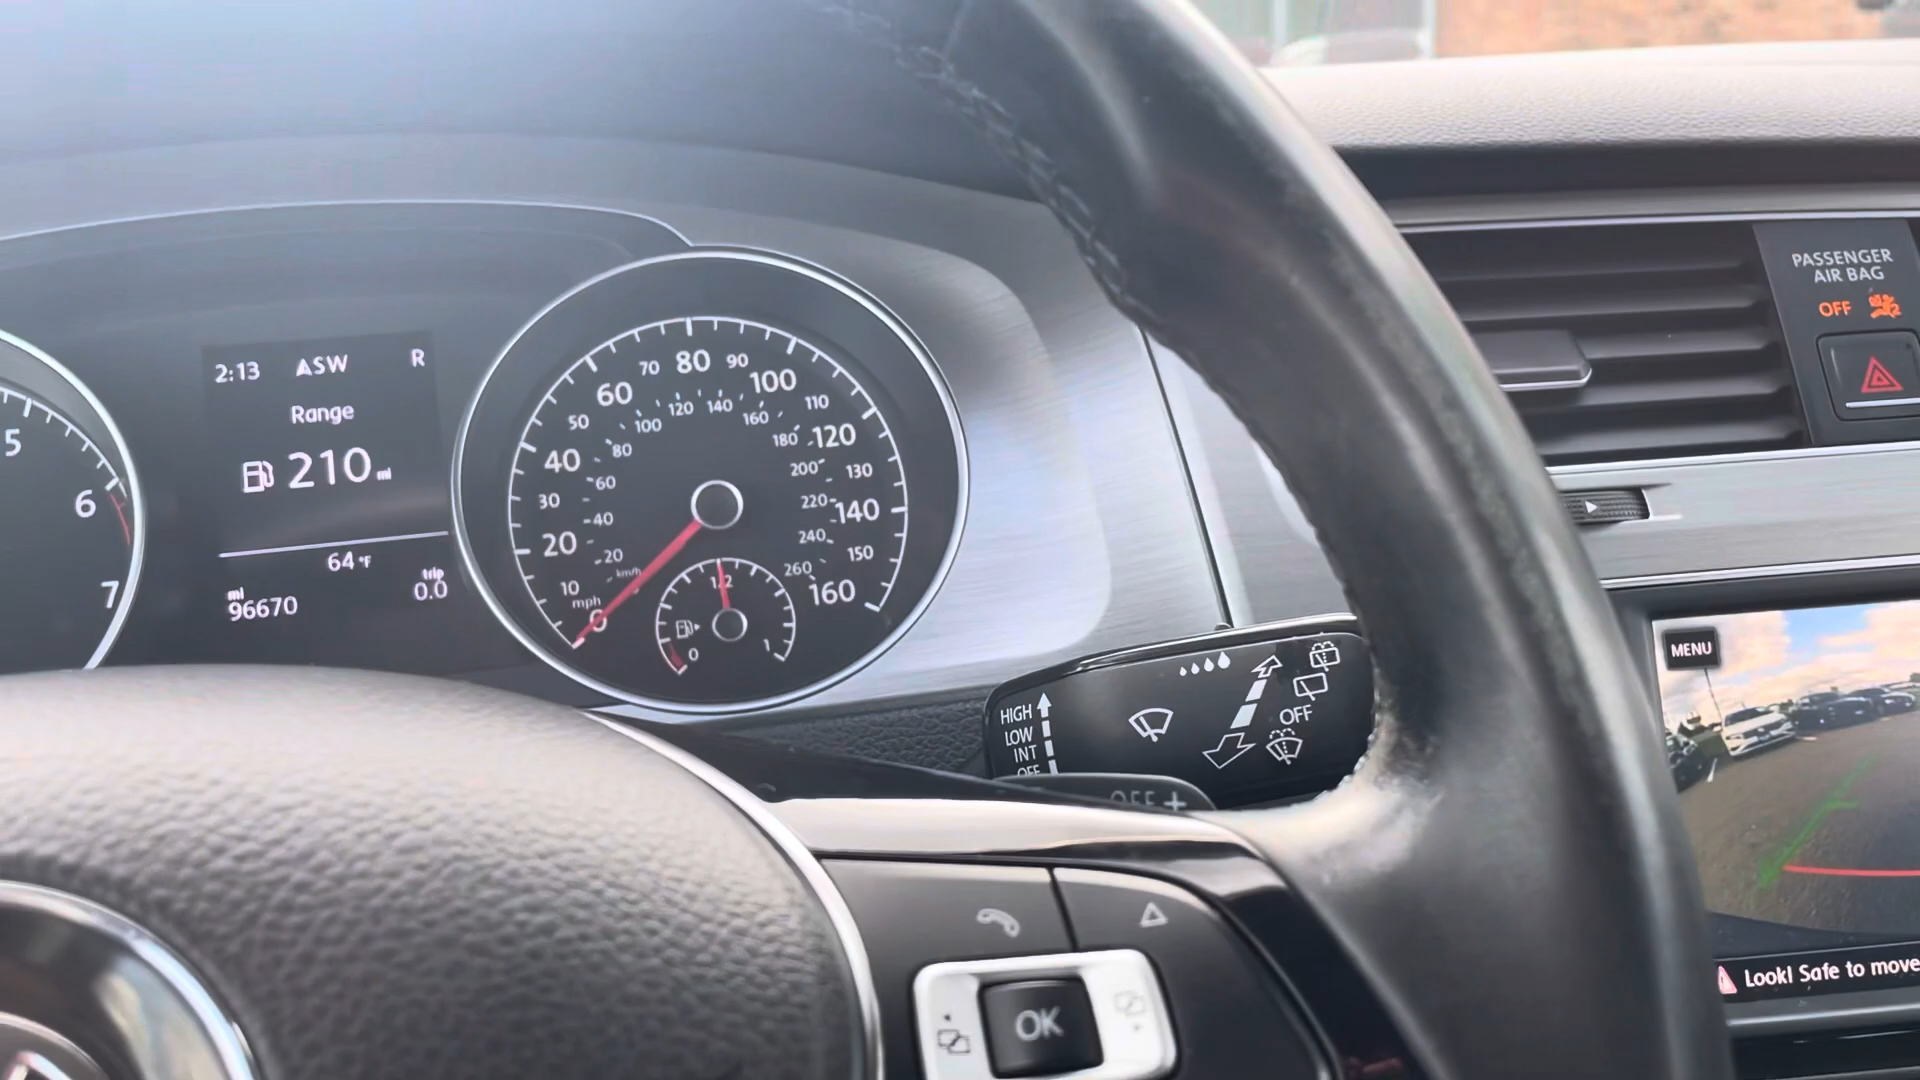 2:13 ASW R
Range
210 mi
64 °F
mi
96670
trip
0.0
5
6
7
0
10
20
30
40
50
60
70
80
90
100
110
120
130
140
150
160
mph
km/h
20
40
60
80
100
120
140
160
180
200
220
240
260
0
1/2
1
PASSENGER
AIR BAG
OFF
HIGH
LOW
INT
OFF
OFF
OFF +
OK
MENU
Look! Safe to move